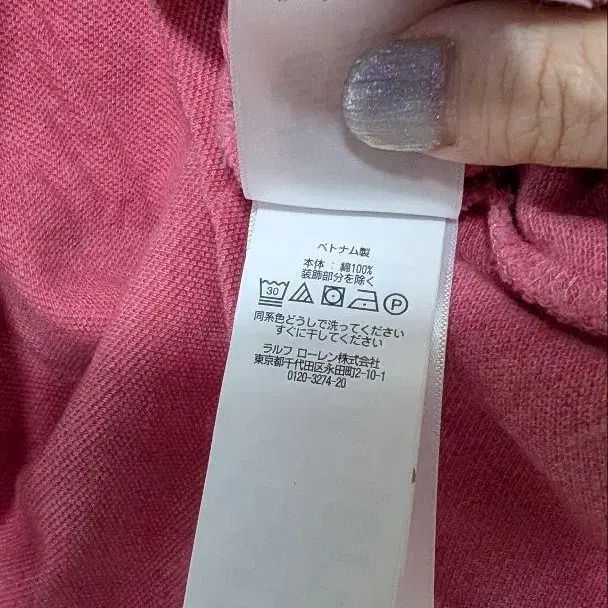 ベトナム製
本体：綿100%
装飾部分を除く
30 P
同系色どうしで洗ってください
すぐに干してください
ラルフ ローレン株式会社
東京都千代田区永田町2-10-1
0120-3274-20